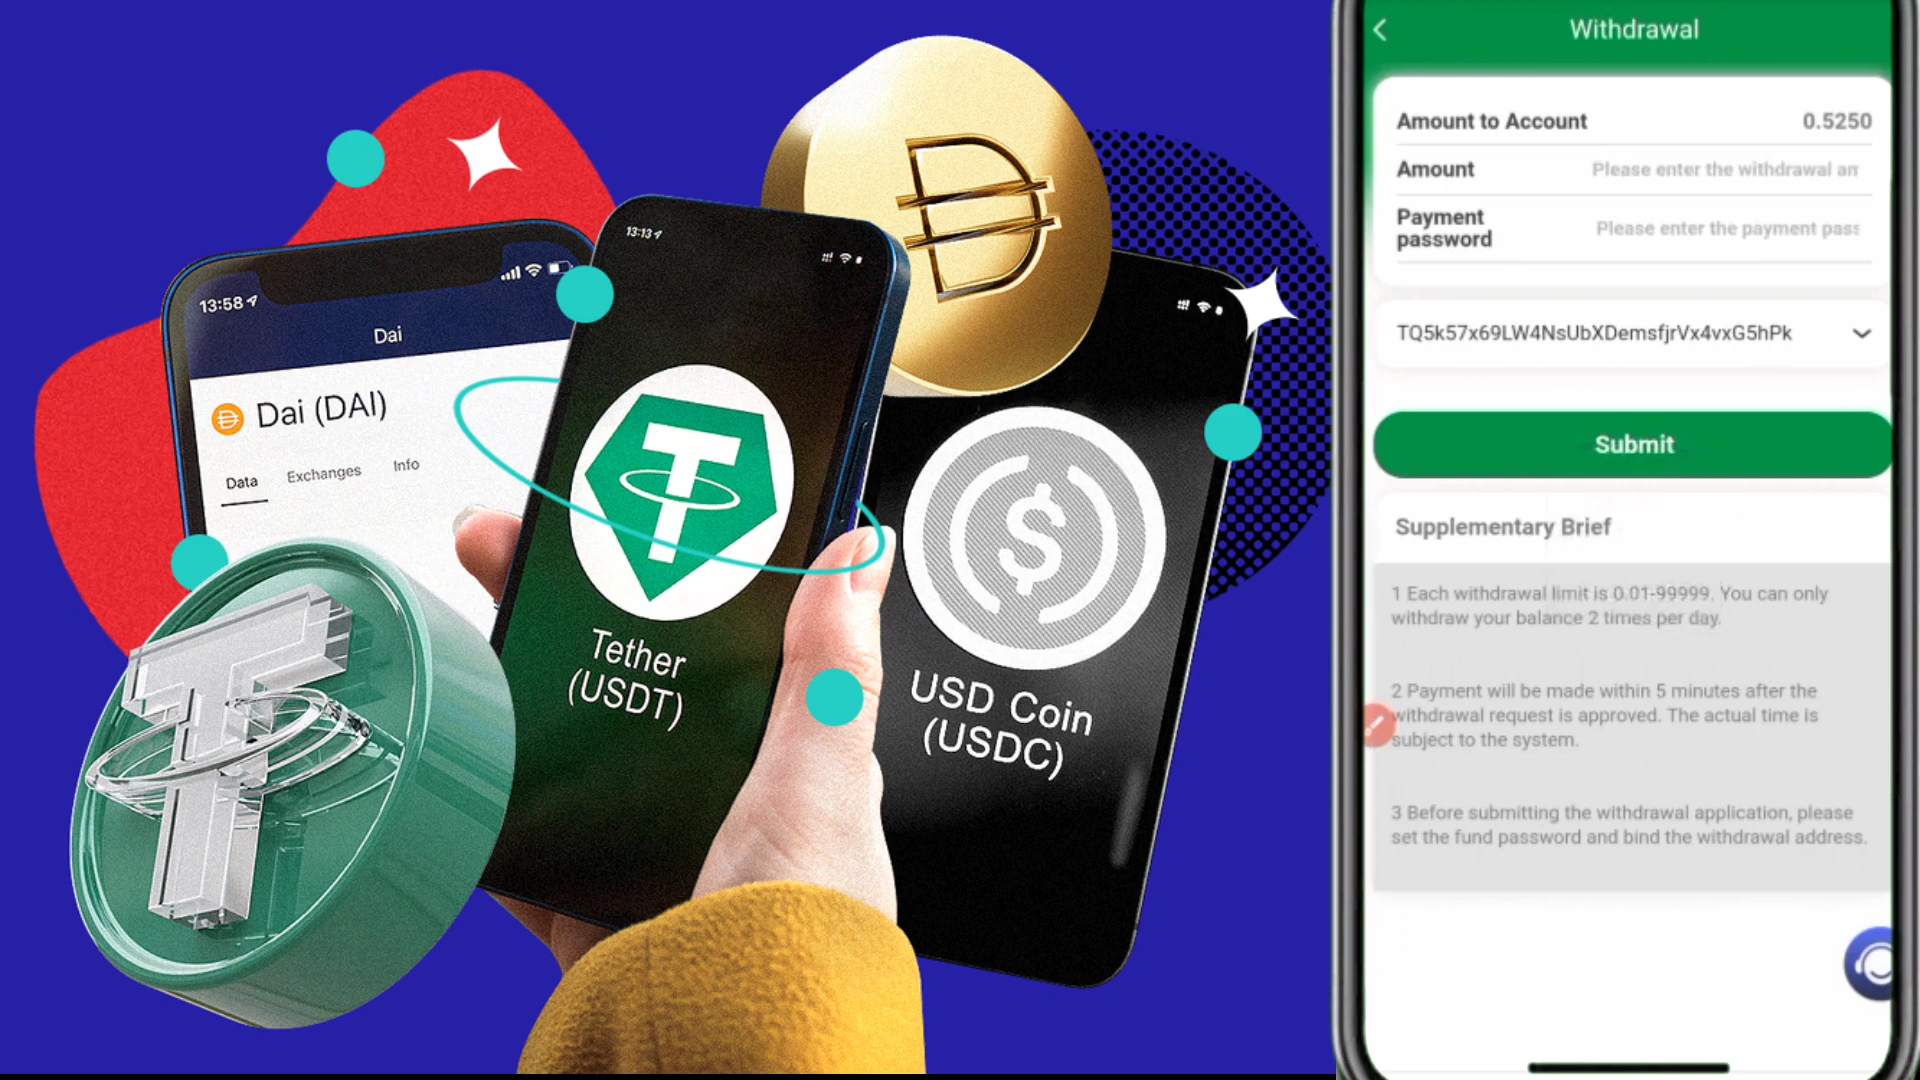 13:58
Dai
Dai (DAI)
Data Exchanges Info
13:13
Tether
(USDT)
USD Coin
(USDC)
Withdrawal
Amount to Account 0.5250
Amount Please enter the withdrawal am
Payment
password
Please enter the payment pass
TQ5k57x69LW4NsUbXDemsfjrVx4vxG5hPk
Submit
Supplementary Brief
1 Each withdrawal limit is 0.01-99999. You can only
withdraw your balance 2 times per day.
2 Payment will be made within 5 minutes after the
withdrawal request is approved. The actual time is
subject to the system.
3 Before submitting the withdrawal application, please
set the fund password and bind the withdrawal address.